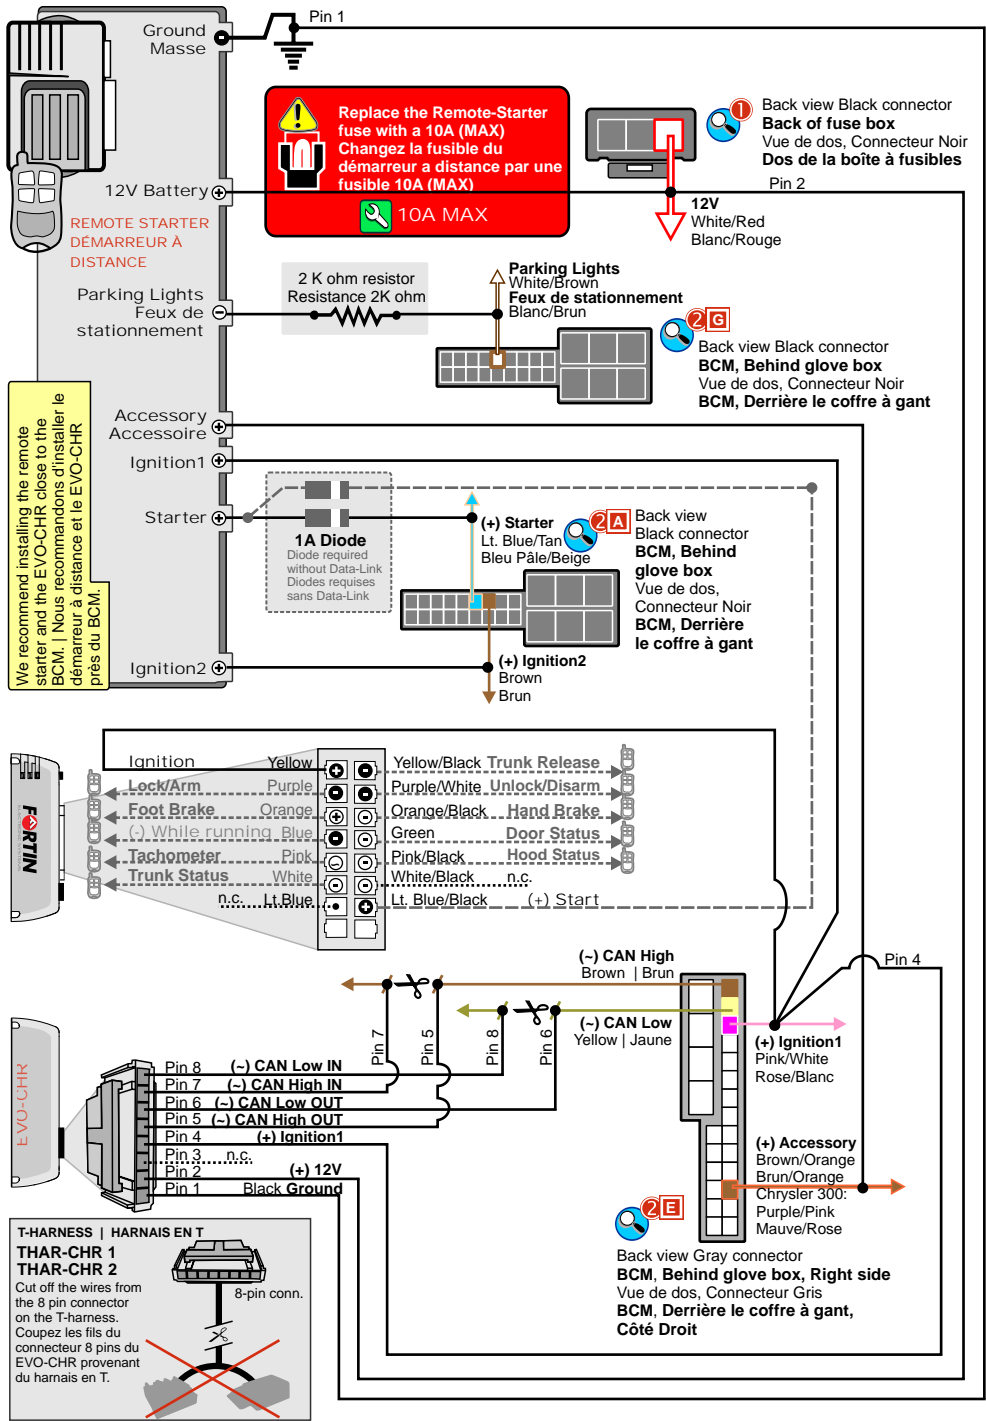 Pin 1
Ground
Masse
Replace the Remote-Starter
fuse with a 10A (MAX)
Changez la fusible du
démarreur a distance par une
fusible 10A (MAX)
10A MAX
1
Back view Black connector
Back of fuse box
Vue de dos, Connecteur Noir
Dos de la boîte à fusibles
Pin 2
12V Battery
12V
White/Red
Blanc/Rouge
REMOTE STARTER
DÉMARREUR À
DISTANCE
Parking Lights
Feux de
stationnement
2 K ohm resistor
Resistance 2K ohm
Parking Lights
White/Brown
Feux de stationnement
Blanc/Brun
2 G
Back view Black connector
BCM, Behind glove box
Vue de dos, Connecteur Noir
BCM, Derrière le coffre à gant
We recommend installing the remote
starter and the EVO-CHR close to the
BCM. | Nous recommandons d'installer le
démarreur à distance et le EVO-CHR
près du BCM.
Accessory
Accessoire
Ignition1
Starter
1A Diode
Diode required
without Data-Link
Diodes requises
sans Data-Link
(+) Starter
Lt. Blue/Tan
Bleu Pâle/Beige
2 A
Back view
Black connector
BCM, Behind
glove box
Vue de dos,
Connecteur Noir
BCM, Derrière
le coffre à gant
Ignition2
(+) Ignition2
Brown
Brun
FORTIN
Ignition Yellow
Yellow/Black Trunk Release
Lock/Arm Purple
Purple/White Unlock/Disarm
Foot Brake Orange
Orange/Black Hand Brake
(-) While running Blue
Green Door Status
Tachometer Pink
Pink/Black Hood Status
Trunk Status White
White/Black n.c.
n.c. Lt.Blue
Lt. Blue/Black (+) Start
(~) CAN High
Brown | Brun
Pin 4
(~) CAN Low
Yellow | Jaune
Pin 7
Pin 5
Pin 8
Pin 6
(+) Ignition1
Pink/White
Rose/Blanc
EVO-CHR
Pin 8 (~) CAN Low IN
Pin 7 (~) CAN High IN
Pin 6 (~) CAN Low OUT
Pin 5 (~) CAN High OUT
Pin 4 (+) Ignition1
Pin 3 n.c.
Pin 2 (+) 12V
Pin 1 Black Ground
(+) Accessory
Brown/Orange
Brun/Orange
Chrysler 300:
Purple/Pink
Mauve/Rose
2 E
Back view Gray connector
BCM, Behind glove box, Right side
Vue de dos, Connecteur Gris
BCM, Derrière le coffre à gant,
Côté Droit
T-HARNESS | HARNAIS EN T
THAR-CHR 1
THAR-CHR 2
Cut off the wires from
the 8 pin connector
on the T-harness.
Coupez les fils du
connecteur 8 pins du
EVO-CHR provenant
du harnais en T.
8-pin conn.